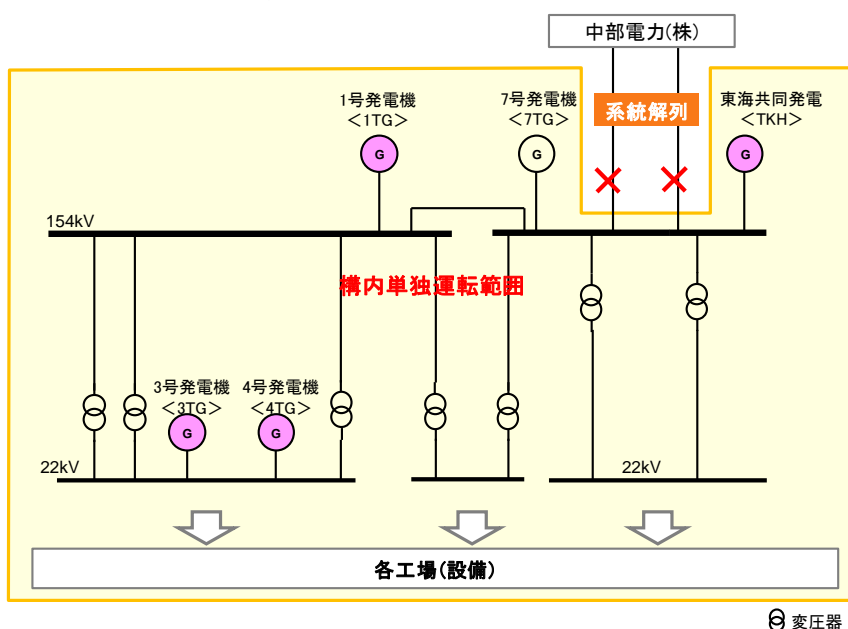 中部電力(株)
1号発電機
＜1TG＞
7号発電機
＜7TG＞
系統解列
東海共同発電
＜TKH＞
G
G
G
154kV
構内単独運転範囲
3号発電機
＜3TG＞
4号発電機
＜4TG＞
G
G
22kV
22kV
各工場(設備)
変圧器